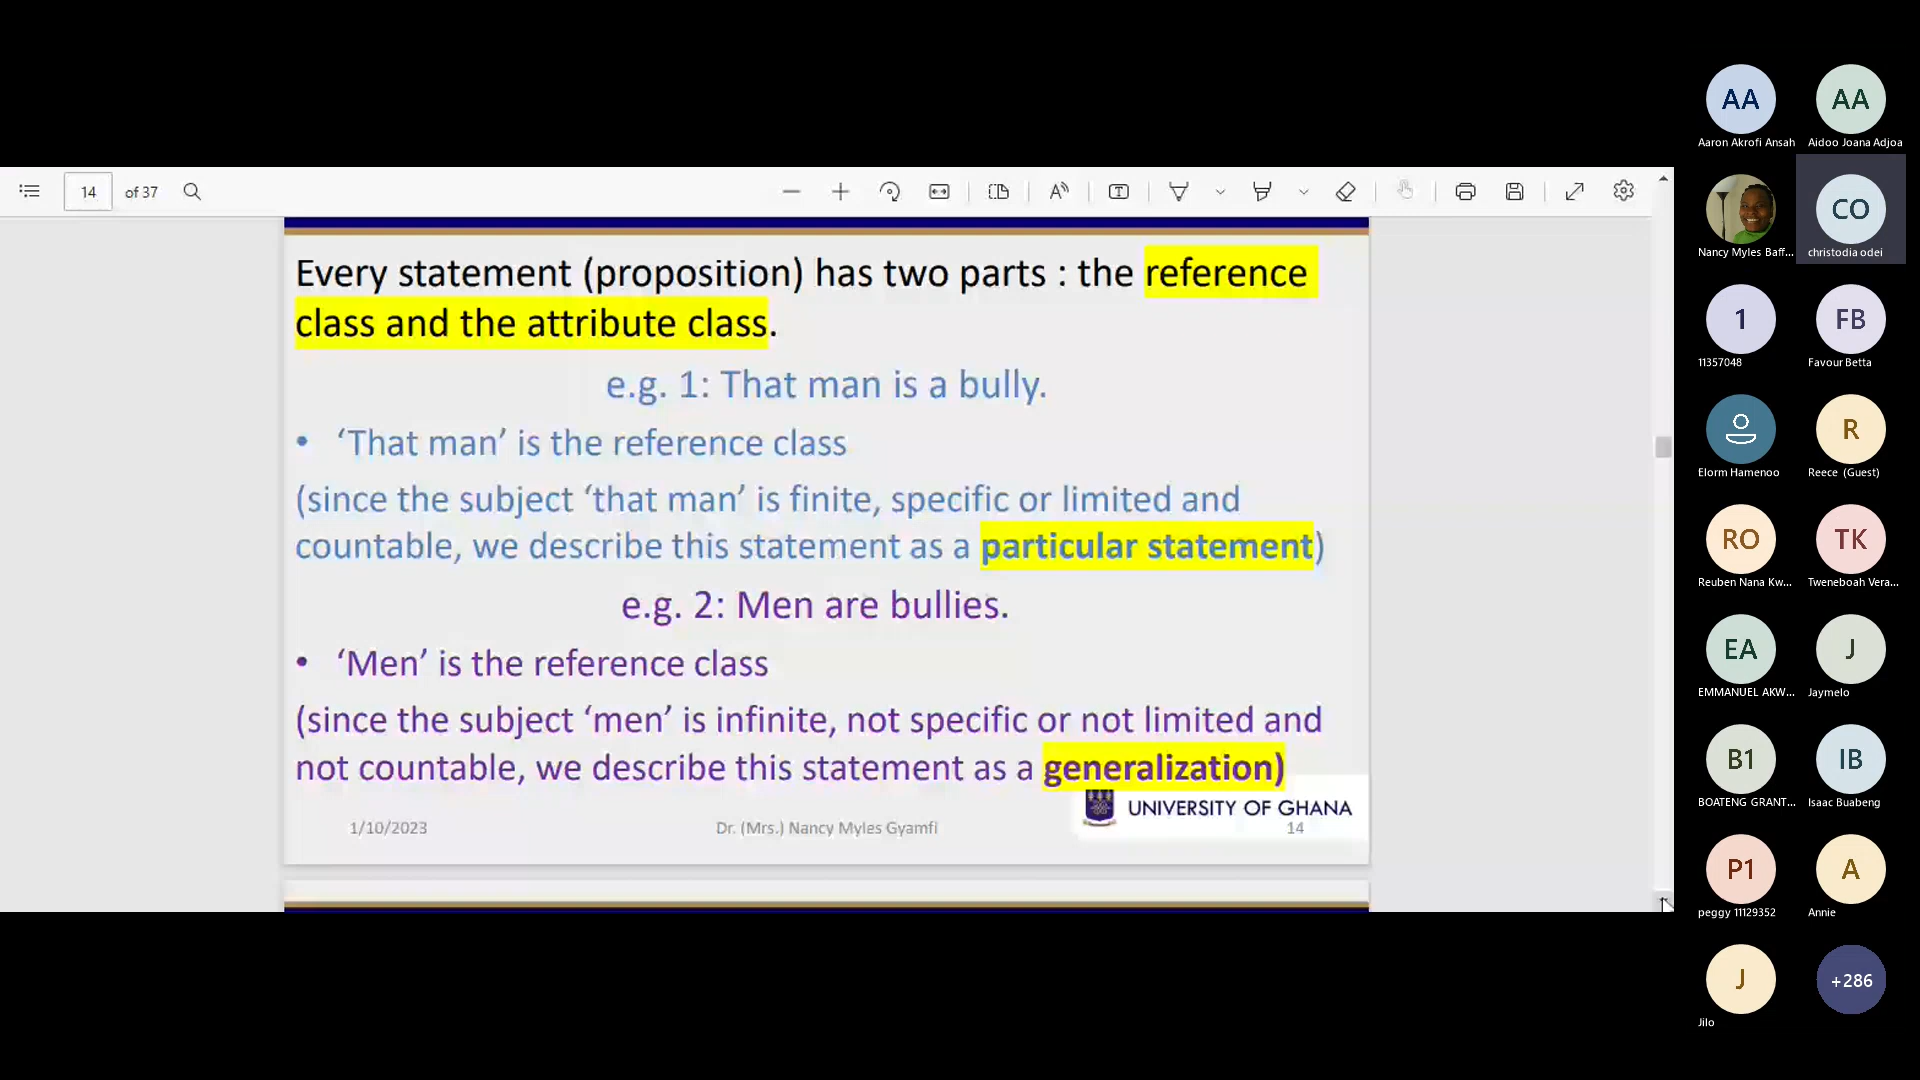 14 of 37
Every statement (proposition) has two parts : the reference
class and the attribute class.
e.g. 1: That man is a bully.
• ‘That man’ is the reference class
(since the subject ‘that man’ is finite, specific or limited and
countable, we describe this statement as a particular statement)
e.g. 2: Men are bullies.
• ‘Men’ is the reference class
(since the subject ‘men’ is infinite, not specific or not limited and
not countable, we describe this statement as a generalization)
UNIVERSITY OF GHANA
1/10/2023 Dr. (Mrs.) Nancy Myles Gyamfi 14
AA AA
Aaron Akrofi Ansah Aidoo Joana Adjoa
CO
Nancy Myles Baff... christodia odei
1 FB
11357048 Favour Betta
R
Elorm Hamenoo Reece (Guest)
RO TK
Reuben Nana Kw... Tweneboah Vera...
EA J
EMMANUEL AKW... Jaymelo
B1 IB
BOATENG GRANT... Isaac Buabeng
P1 A
peggy 11129352 Annie
J +286
Jilo